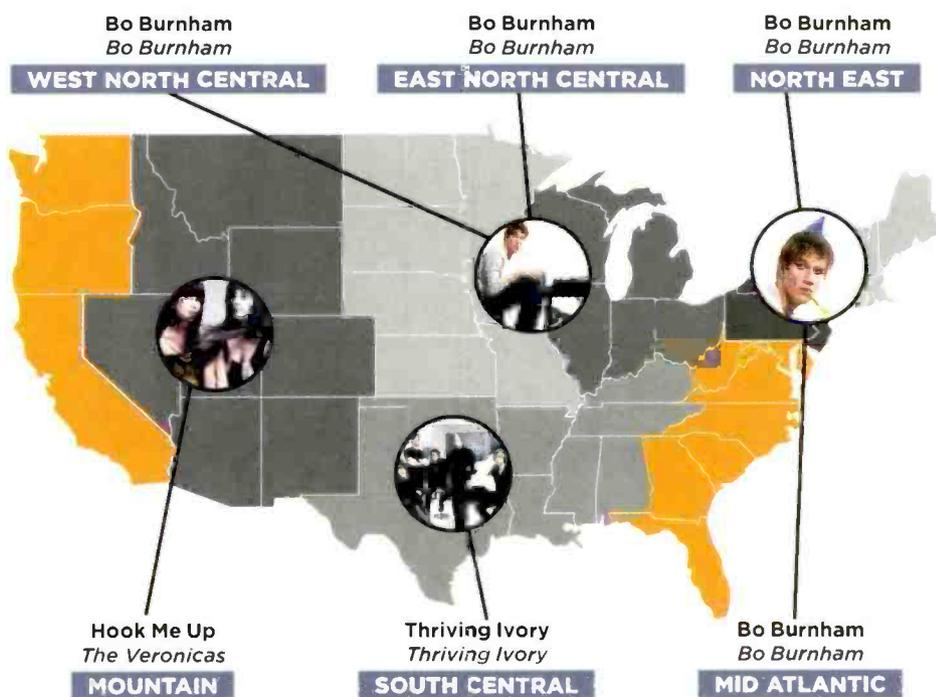 Bo Burnham
Bo Burnham
WEST NORTH CENTRAL
Bo Burnham
Bo Burnham
EAST NORTH CENTRAL
Bo Burnham
Bo Burnham
NORTH EAST
Hook Me Up
The Veronicas
MOUNTAIN
Thriving Ivory
Thriving Ivory
SOUTH CENTRAL
Bo Burnham
Bo Burnham
MID ATLANTIC